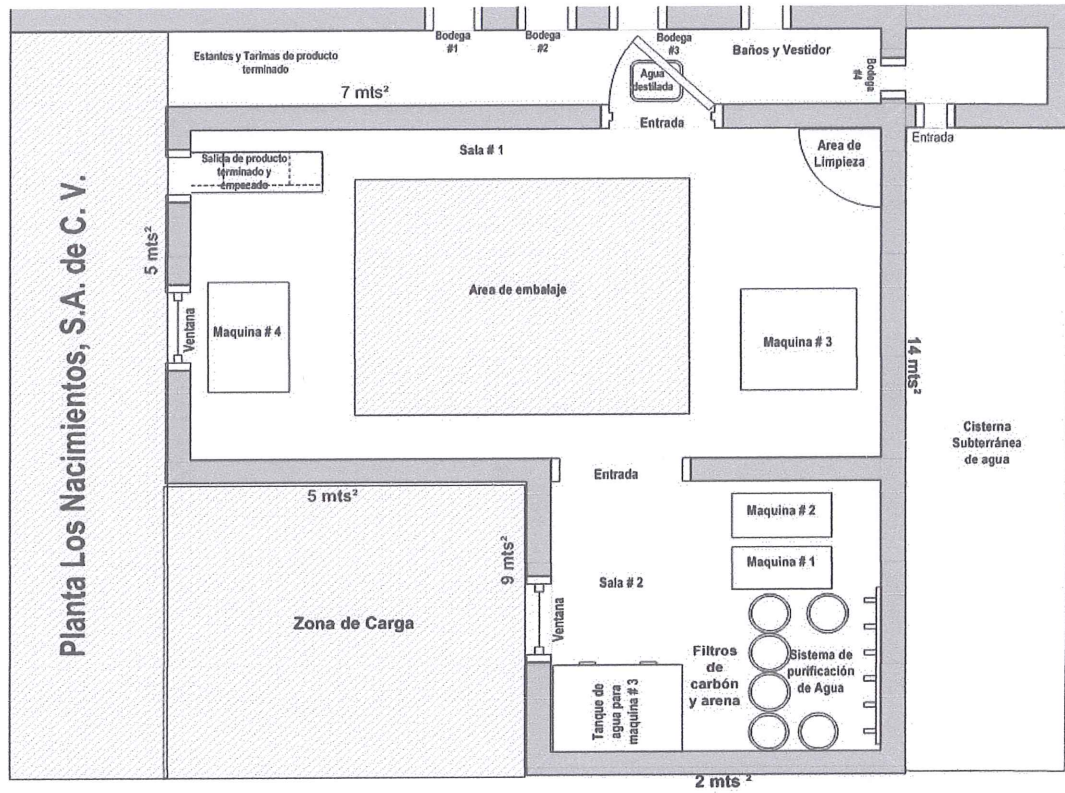 Bodega
#1
Bodega
#2
Bodega
#3
Baños y Vestidor
Estantes y Tarimas de producto
terminado
Agua
destilada
Bodega
#4
7 mts²
Entrada
Entrada
Sala # 1
Area de
Limpieza
Salida de producto
terminado y
empacado
Planta Los Nacimientos, S.A. de C. V.
5 mts²
Area de embalaje
Ventana
Maquina # 4
Maquina # 3
14 mts²
Cisterna
Subterránea
de agua
Entrada
5 mts²
Maquina # 2
9 mts²
Maquina # 1
Sala # 2
Zona de Carga
Ventana
Filtros
de
carbón
y arena
Sistema de
purificación
de Agua
Tanque de
agua para
maquina # 3
2 mts ²